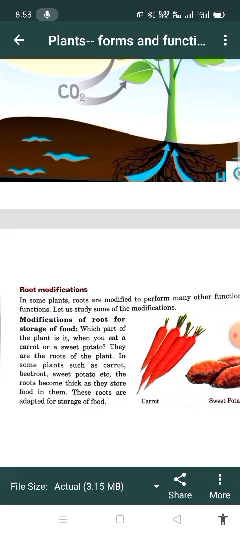 8:53
Plants-- forms and functi...
CO2
H
Root modifications
In some plants, roots are modified to perform many other function
functions. Let us study some of the modifications.
Modifications of root for
storage of food: Which part
of the plant is it, when you eat a
carrot or a sweet potato? They
are the roots of the plant. In
some plants such as carrot,
beetroot, sweet potato etc, the
roots become thick as they store
food in them. These roots are
adapted for storage of food.
Carrot
Sweet Pota
File Size: Actual (3.15 MB)
Share
More